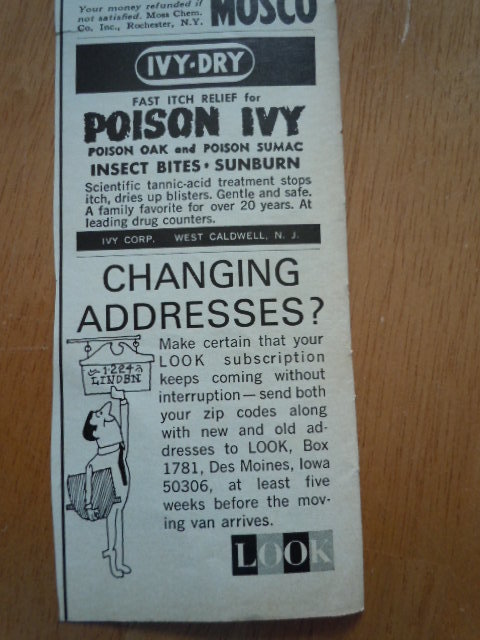 Your money refunded if
not satisfied. Moss Chem.
Co., Inc., Rochester, N.Y. MOSCO
IVY-DRY
FAST ITCH RELIEF for
POISON IVY
POISON OAK and POISON SUMAC
INSECT BITES • SUNBURN
Scientific tannic-acid treatment stops
itch, dries up blisters. Gentle and safe.
A family favorite for over 20 years. At
leading drug counters.
IVY CORP. WEST CALDWELL, N. J.
CHANGING
ADDRESSES?
1224
LINDEN
Make certain that your
LOOK subscription
keeps coming without
interruption — send both
your zip codes along
with new and old ad-
dresses to LOOK, Box
1781, Des Moines, Iowa
50306, at least five
weeks before the mov-
ing van arrives.
LOOK